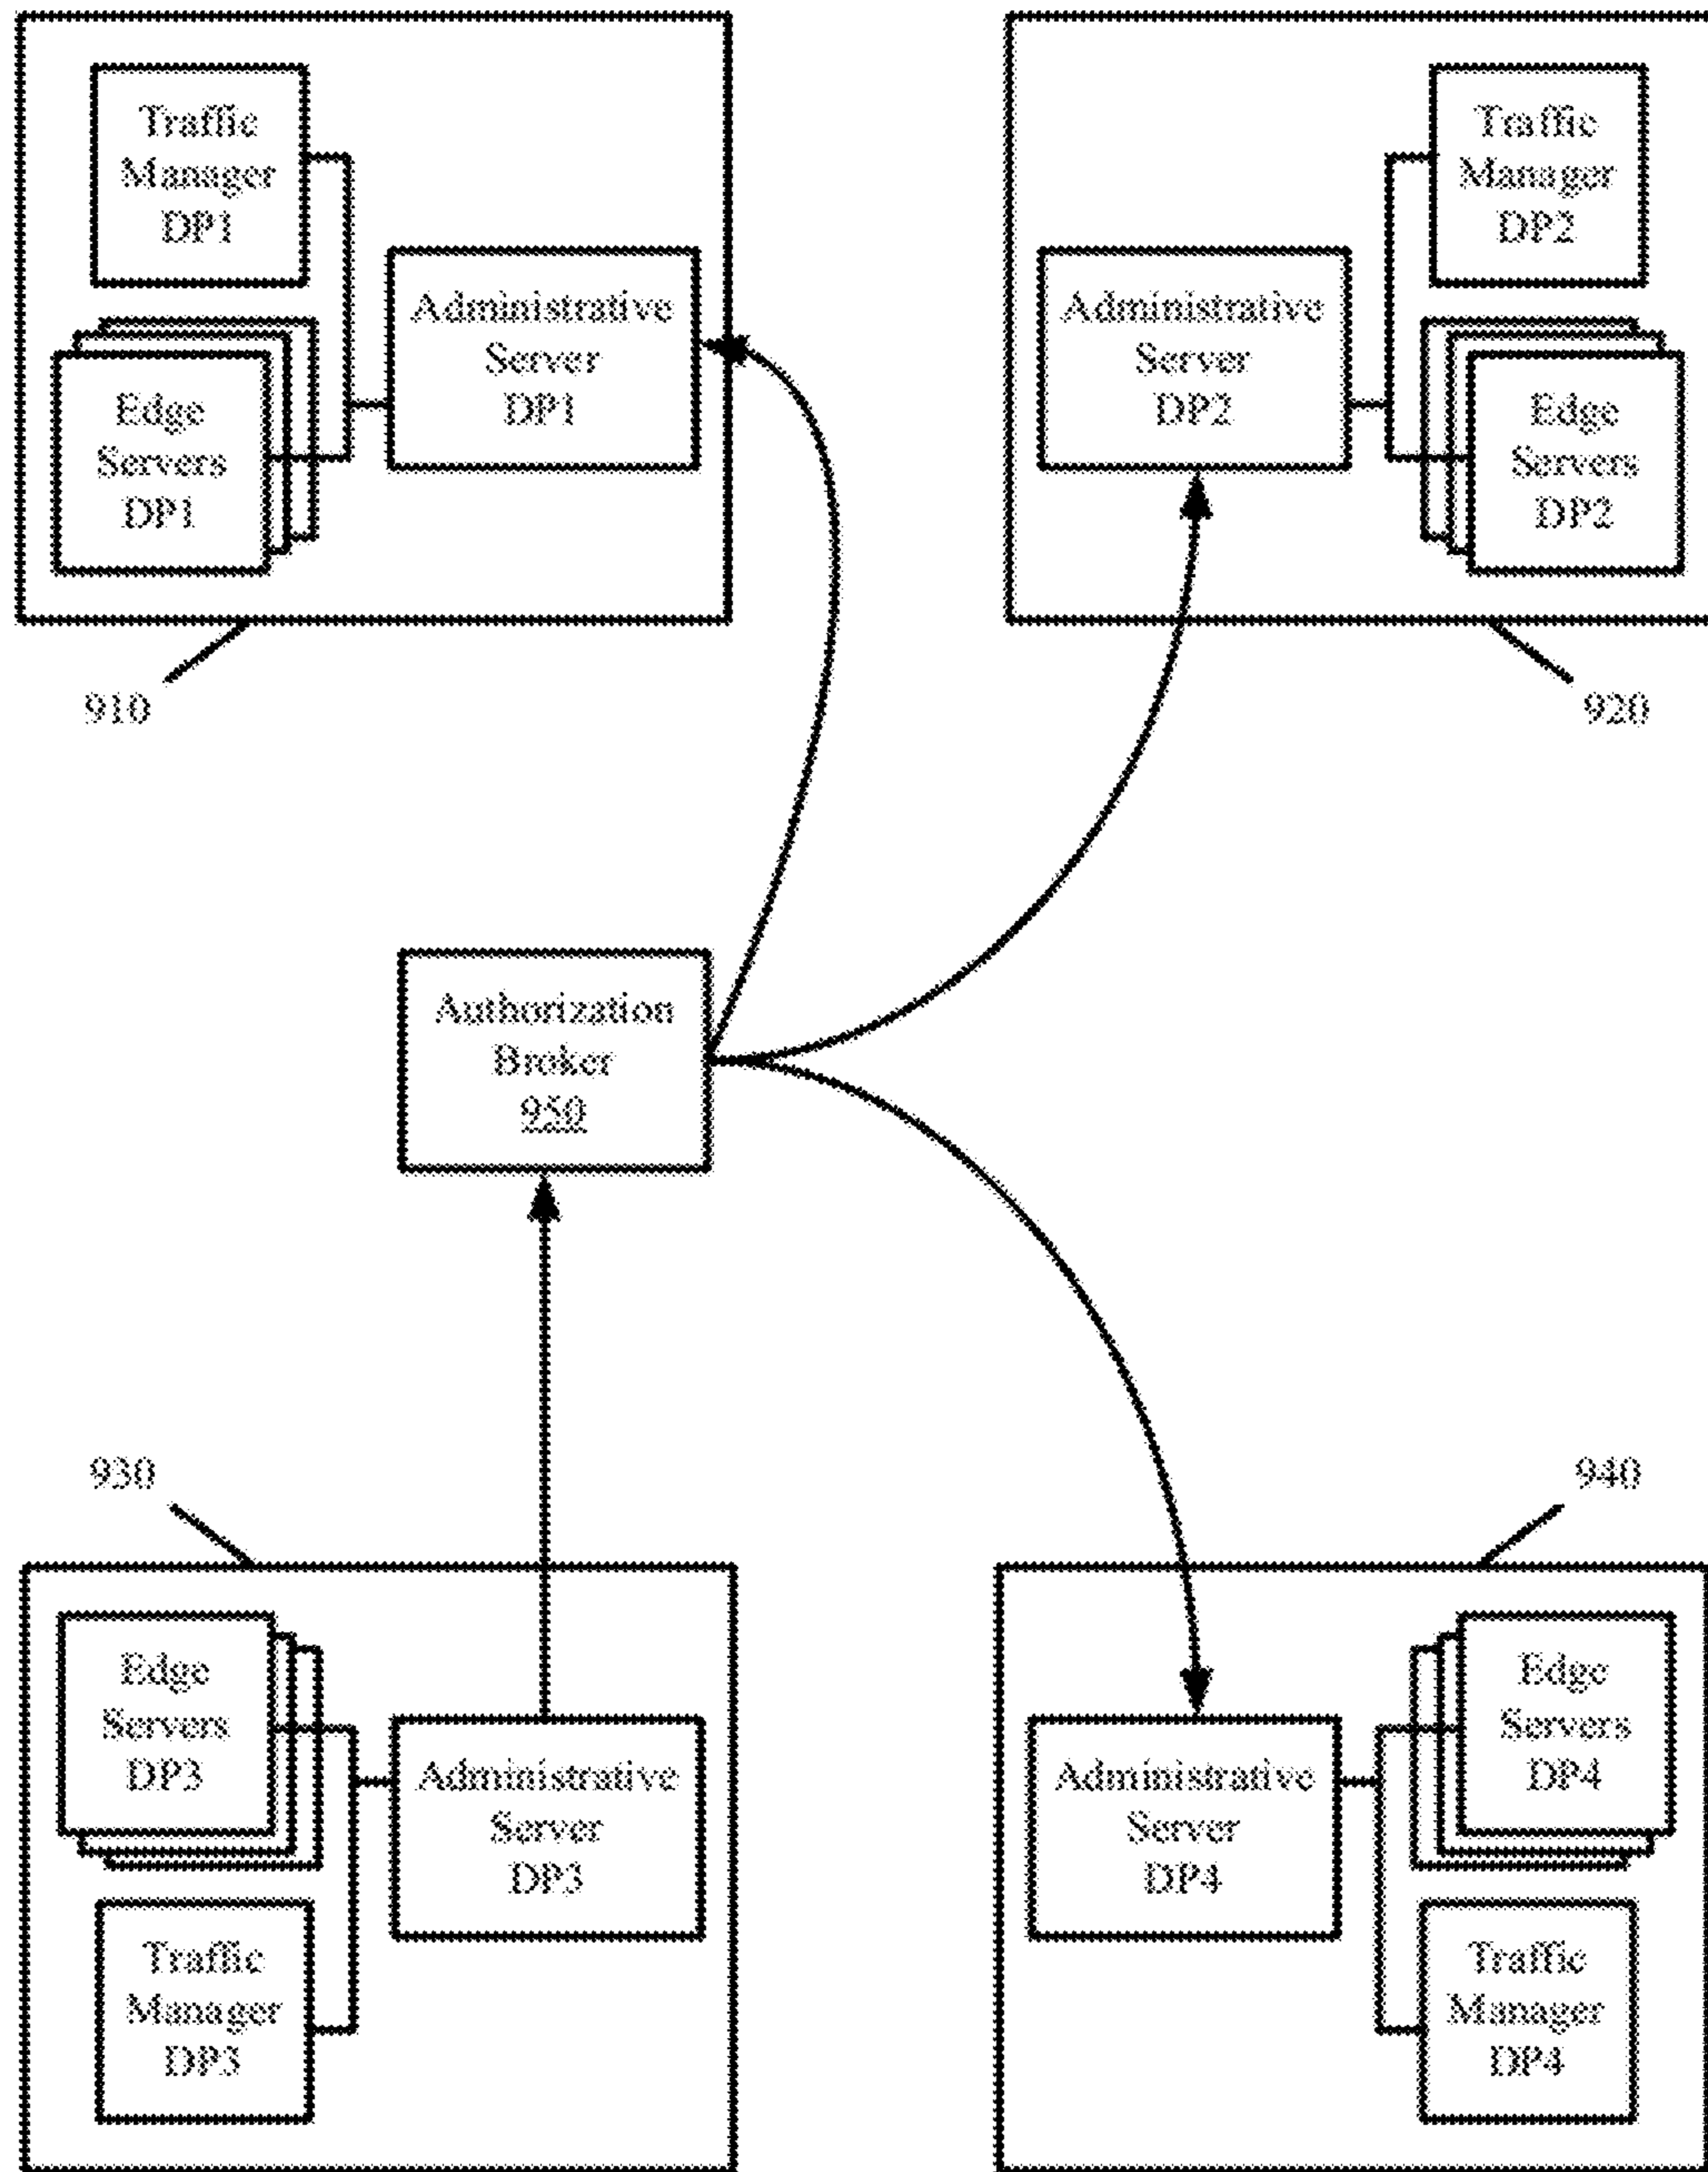 Traffic
Manager
DP1
Administrative
Server
DP1
Edge
Servers
DP1
910
Traffic
Manager
DP2
Administrative
Server
DP2
Edge
Servers
DP2
920
Authorization
Broker
950
930
Edge
Servers
DP3
Administrative
Server
DP3
Traffic
Manager
DP3
940
Edge
Servers
DP4
Administrative
Server
DP4
Traffic
Manager
DP4